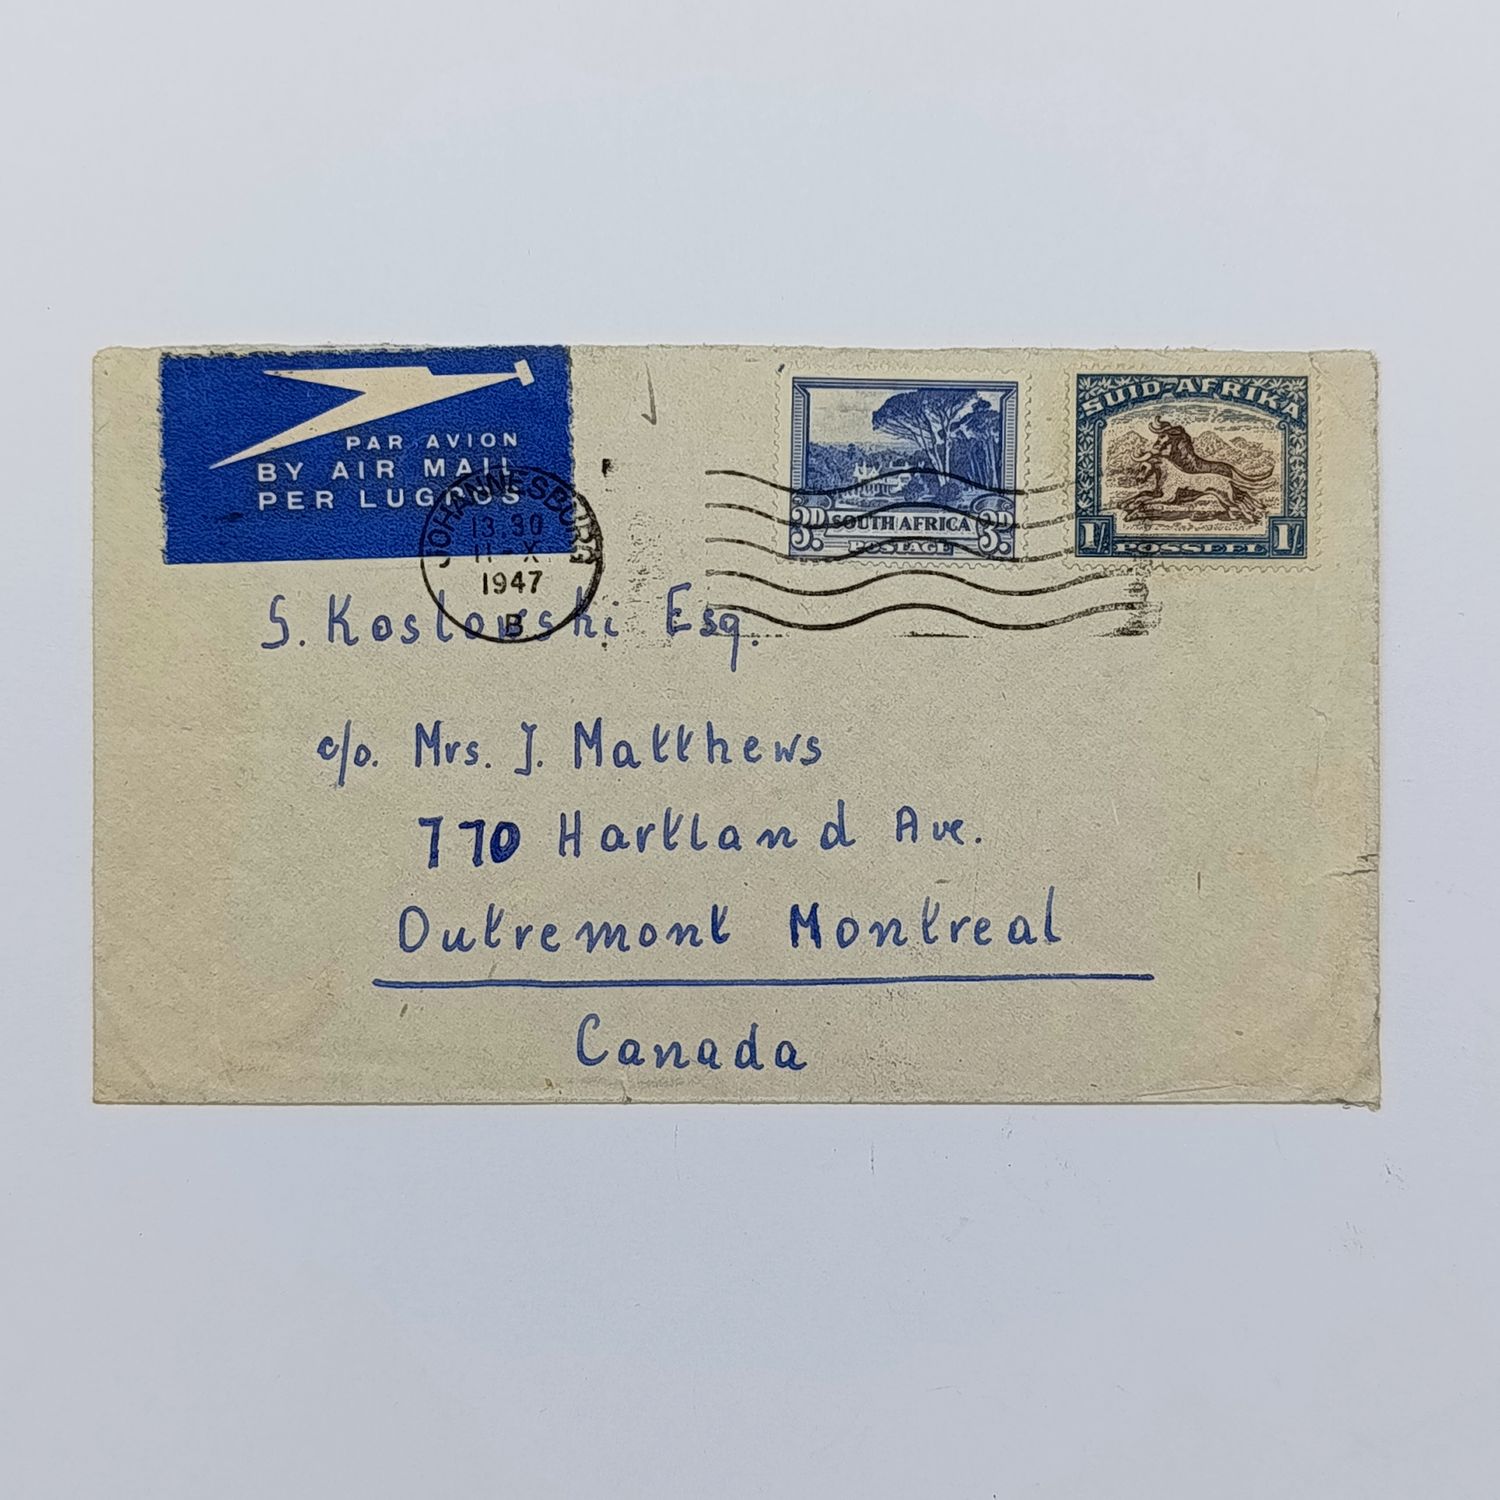 PAR AVION
BY AIR MAIL
PER LUGPOS
JOHANNESBURG
13.30
11-X
1947
B
3D. SOUTH AFRICA 3D.
POSTAGE
SUID-AFRIKA
1/- POSSEEL 1/-
S. Koslowski Esq.
c/o. Mrs. J. Matthews
770 Hartland Ave.
Outremont Montreal
Canada